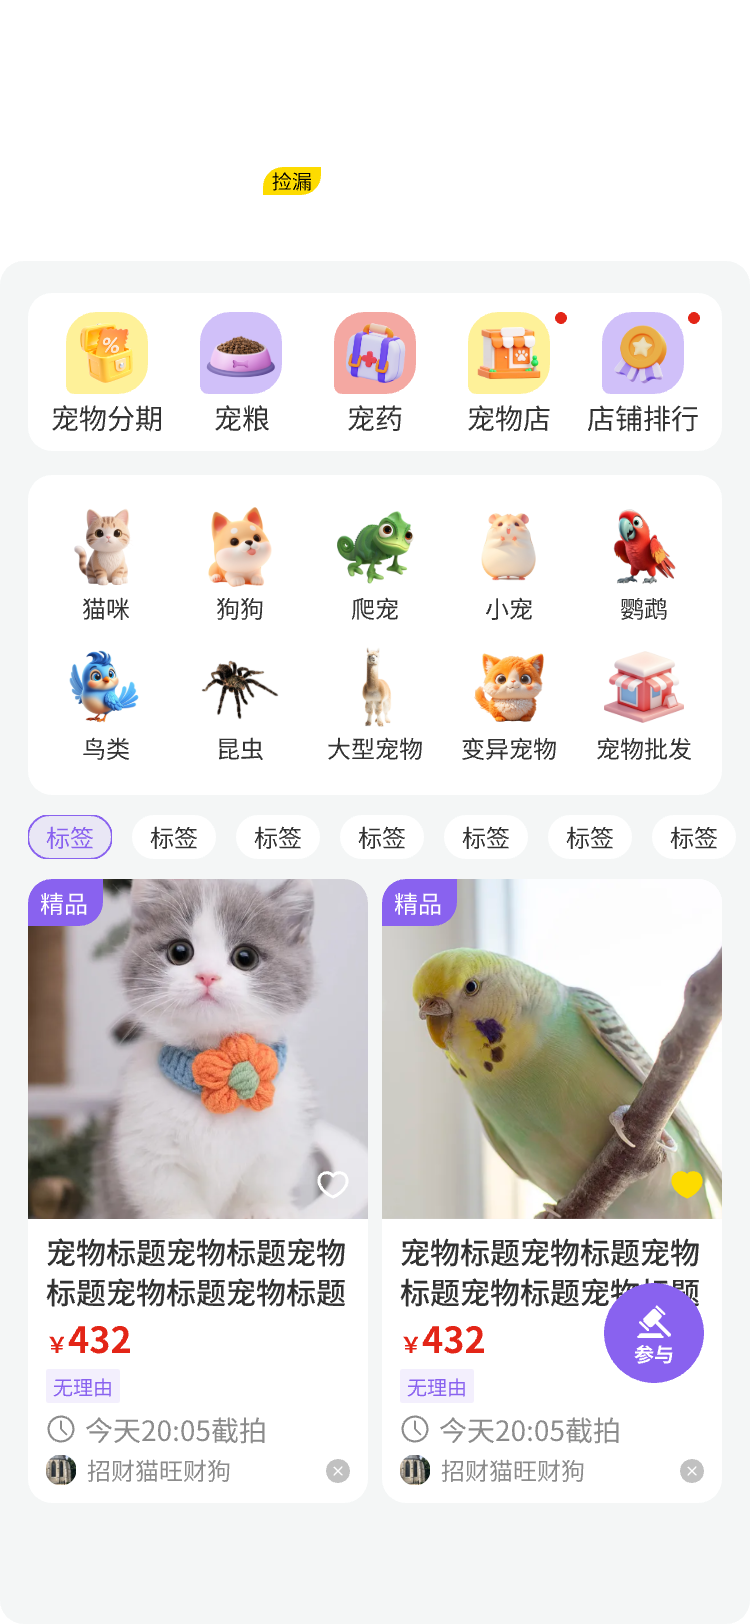 捡漏
宠物分期 宠粮 宠药 宠物店 店铺排行
猫咪 狗狗 爬宠 小宠 鹦鹉
鸟类 昆虫 大型宠物 变异宠物 宠物批发
标签 标签 标签 标签 标签 标签 标签
精品
宠物标题宠物标题宠物
标题宠物标题宠物标题
¥432
无理由
今天20:05截拍
招财猫旺财狗
精品
宠物标题宠物标题宠物
标题宠物标题宠物标题
¥432
参与
无理由
今天20:05截拍
招财猫旺财狗